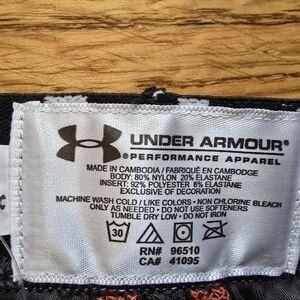 UNDER ARMOUR®
®PERFORMANCE APPAREL
MADE IN CAMBODIA / FABRIQUÉ EN CAMBODGE
BODY: 80% NYLON 20% ELASTANE
INSERT: 92% POLYESTER 8% ELASTANE
EXCLUSIVE OF DECORATION
MACHINE WASH COLD / LIKE COLORS • NON CHLORINE BLEACH
ONLY AS NEEDED • DO NOT USE SOFTENERS
TUMBLE DRY LOW • DO NOT IRON
30
RN# 96510
CA# 41095